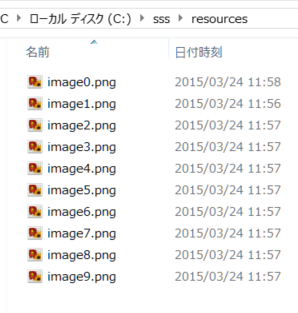 C ▶ ローカル ディスク (C:) ▶ sss ▶ resources
名前 日付時刻
image0.png 2015/03/24 11:58
image1.png 2015/03/24 11:56
image2.png 2015/03/24 11:57
image3.png 2015/03/24 11:57
image4.png 2015/03/24 11:57
image5.png 2015/03/24 11:57
image6.png 2015/03/24 11:57
image7.png 2015/03/24 11:57
image8.png 2015/03/24 11:57
image9.png 2015/03/24 11:57